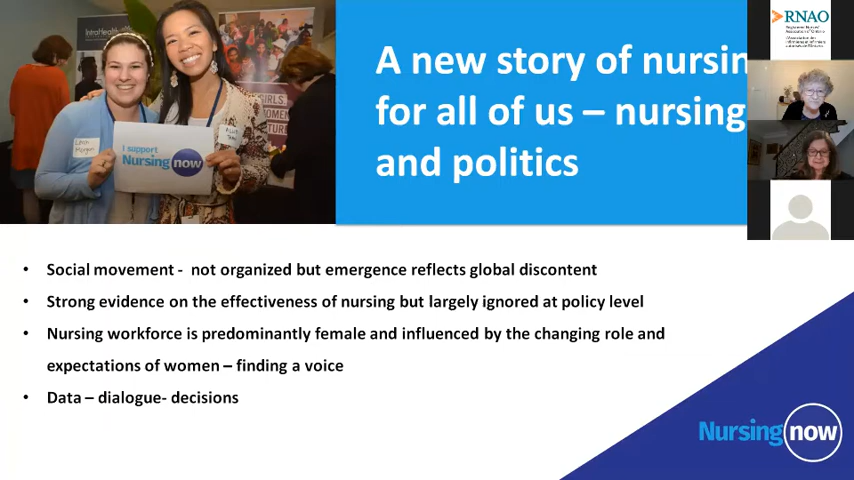 IntraHealth
I support
Nursing now
A new story of nursin
for all of us – nursing
and politics
RNAO
• Social movement - not organized but emergence reflects global discontent
• Strong evidence on the effectiveness of nursing but largely ignored at policy level
• Nursing workforce is predominantly female and influenced by the changing role and
expectations of women – finding a voice
• Data – dialogue- decisions
Nursing now